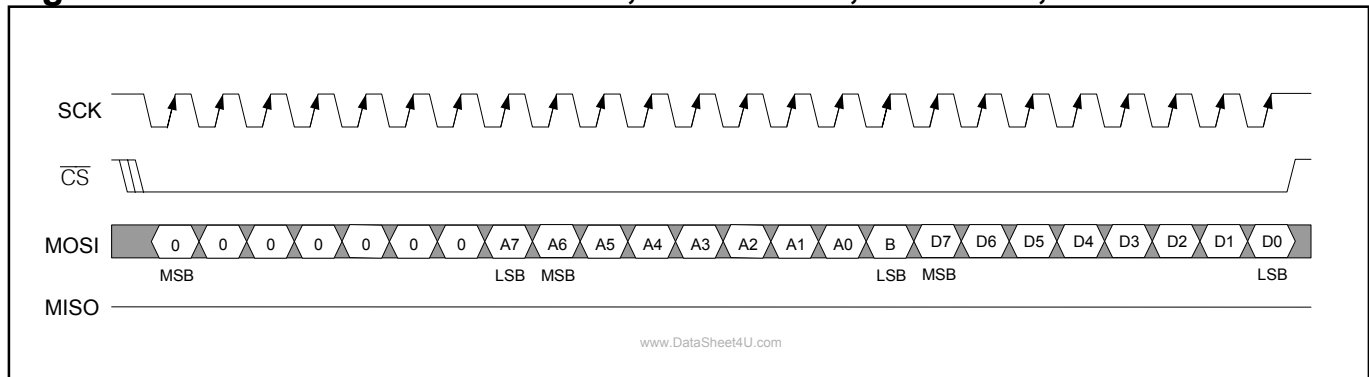 SCK
CS
MOSI 0 0 0 0 0 0 0 A7 A6 A5 A4 A3 A2 A1 A0 B D7 D6 D5 D4 D3 D2 D1 D0
MSB LSB MSB LSB MSB LSB
MISO
www.DataSheet4U.com